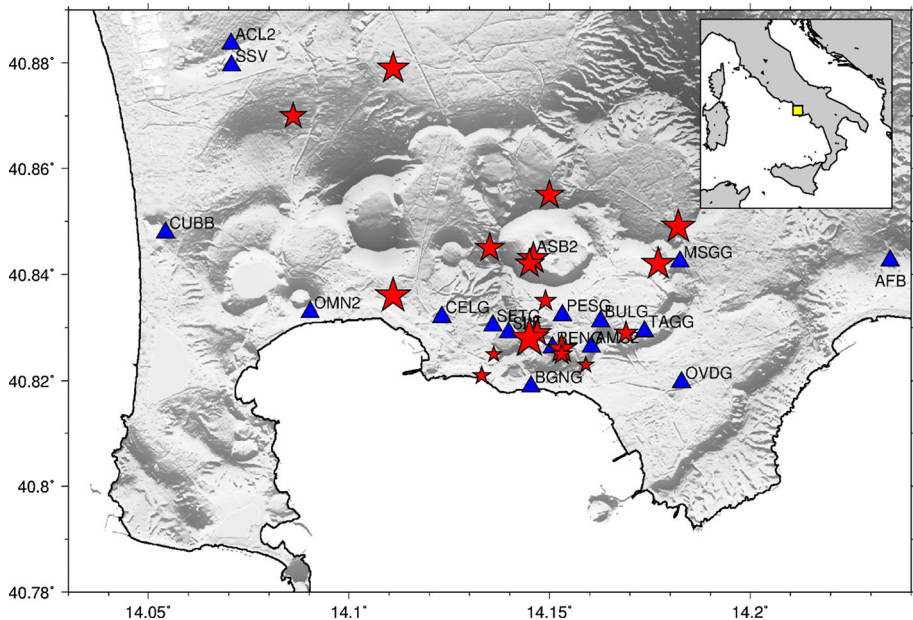 ACL2
SSV
40.88°
40.86°
CUBB
ASB2
MSGG
40.84°
AFB
OMN2
CELG
PESG
BULG
SETG
TAGG
40.82°
BGNG
OVDG
40.8°
40.78°
14.05°
14.1°
14.15°
14.2°